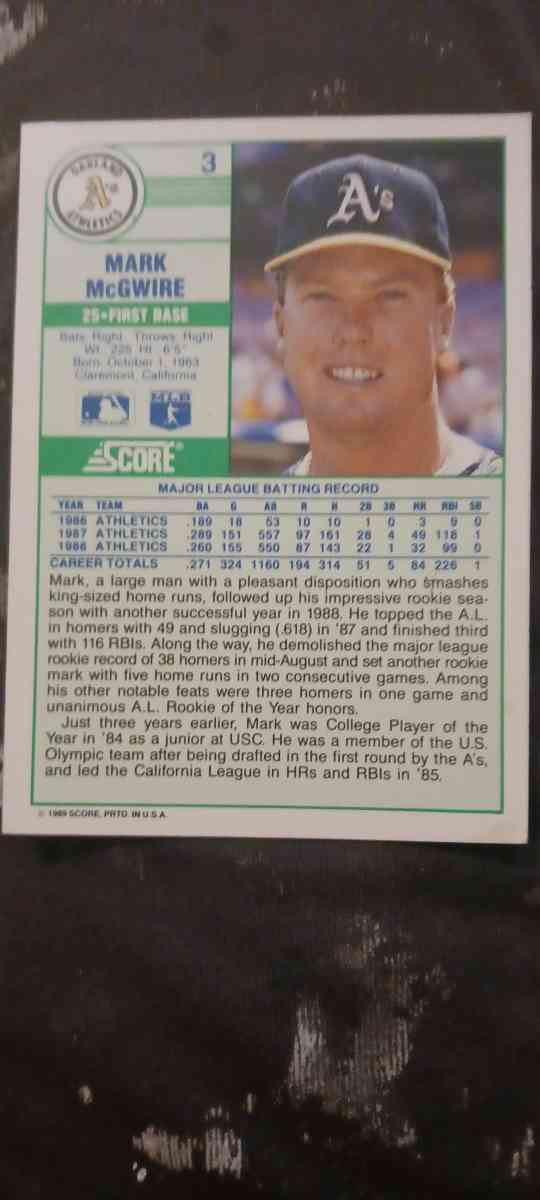 OAKLAND
A's
ATHLETICS
3
A's
MARK
McGWIRE
25•FIRST BASE
Bats: Right Throws: Right
Wt: 225 Ht: 6'5"
Born: October 1, 1963
Claremont, California
MLB
SCORE®
MAJOR LEAGUE BATTING RECORD
YEAR TEAM BA G AB R H 2B 3B HR RBI SB
1986 ATHLETICS .189 18 53 10 10 1 0 3 9 0
1987 ATHLETICS .289 151 557 97 161 28 4 49 118 1
1988 ATHLETICS .260 155 550 87 143 22 1 32 99 0
CAREER TOTALS .271 324 1160 194 314 51 5 84 226 1
Mark, a large man with a pleasant disposition who smashes
king-sized home runs, followed up his impressive rookie sea-
son with another successful year in 1988. He topped the A.L.
in homers with 49 and slugging (.618) in '87 and finished third
with 116 RBIs. Along the way, he demolished the major league
rookie record of 38 homers in mid-August and set another rookie
mark with five home runs in two consecutive games. Among
his other notable feats were three homers in one game and
unanimous A.L. Rookie of the Year honors.
Just three years earlier, Mark was College Player of the
Year in '84 as a junior at USC. He was a member of the U.S.
Olympic team after being drafted in the first round by the A's,
and led the California League in HRs and RBIs in '85.
© 1989 SCORE, PRTD. IN U.S.A.